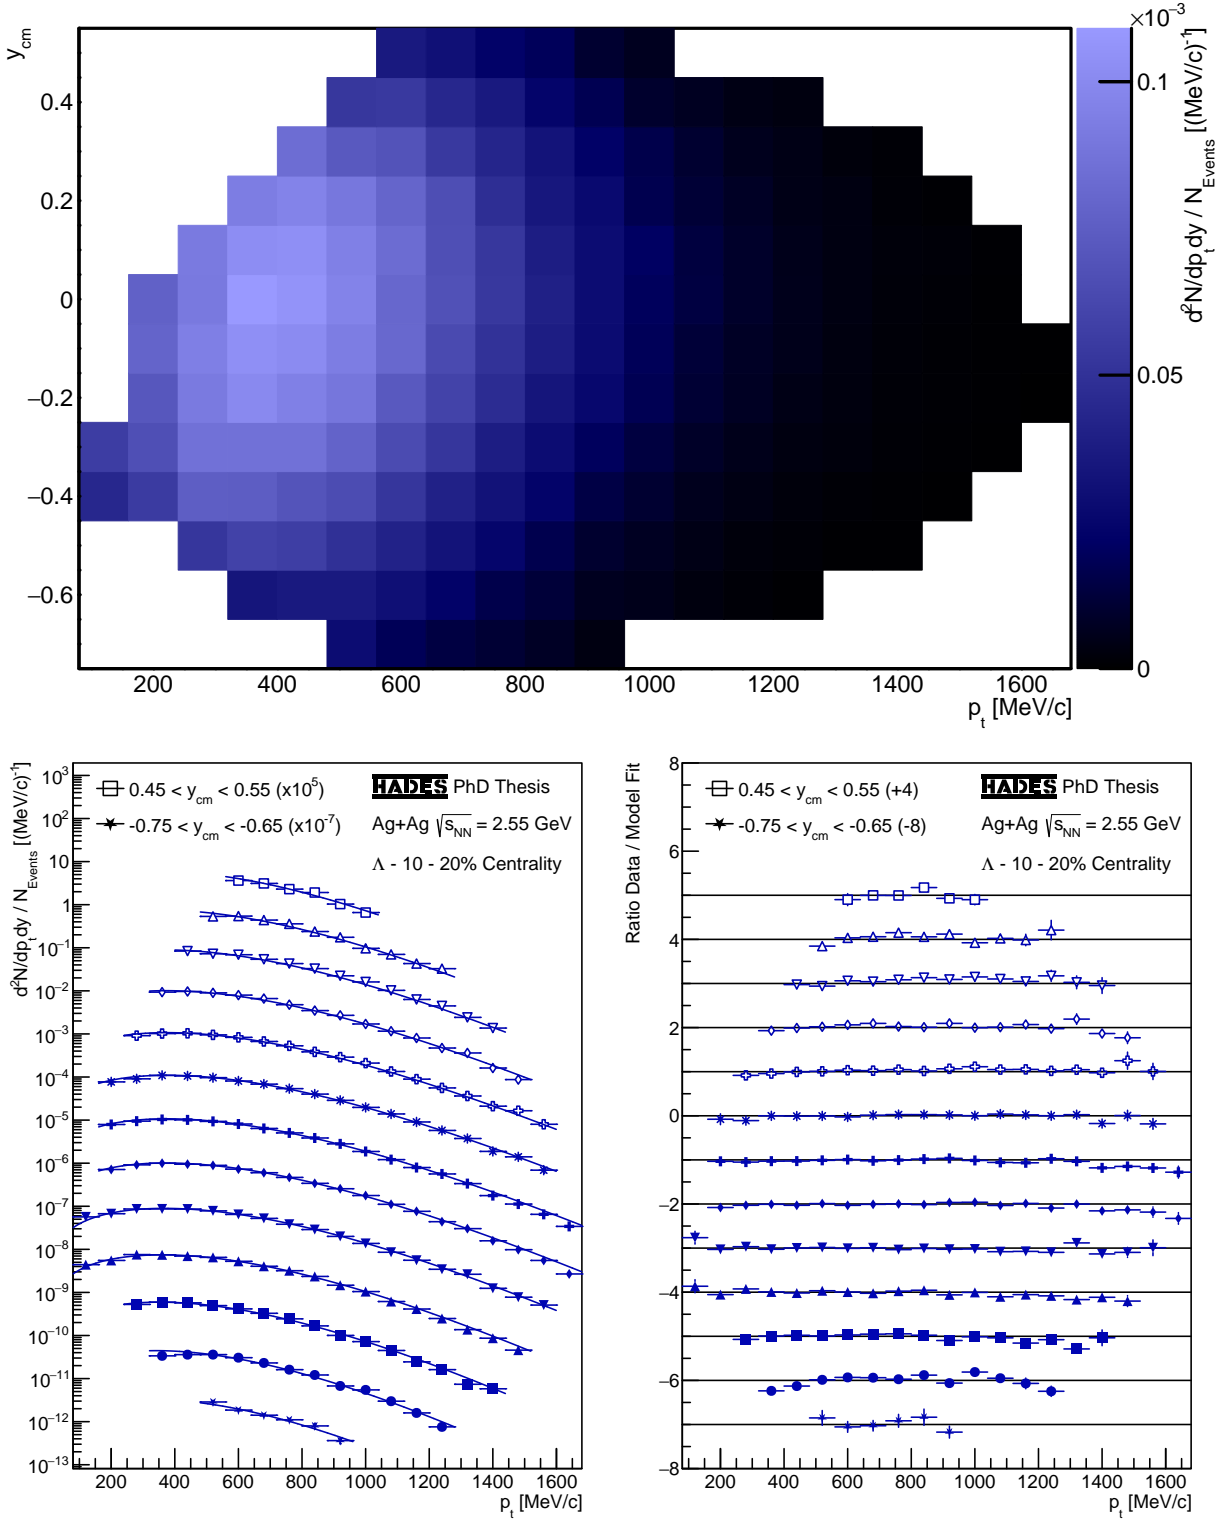 y_cm
0.4
0.2
0
−0.2
−0.4
−0.6
200 400 600 800 1000 1200 1400 1600
p_t [MeV/c]
×10⁻³
0.1
0.05
0
d²N/dp_t dy / N_Events [(MeV/c)⁻¹]
d²N/dp_t dy / N_Events [(MeV/c)⁻¹]
10³
10²
10
1
10⁻¹
10⁻²
10⁻³
10⁻⁴
10⁻⁵
10⁻⁶
10⁻⁷
10⁻⁸
10⁻⁹
10⁻¹⁰
10⁻¹¹
10⁻¹²
10⁻¹³
0.45 < y_cm < 0.55 (x10⁵)
-0.75 < y_cm < -0.65 (x10⁻⁷)
HADES PhD Thesis
Ag+Ag √s_NN = 2.55 GeV
Λ - 10 - 20% Centrality
200 400 600 800 1000 1200 1400 1600
p_t [MeV/c]
Ratio Data / Model Fit
8
6
4
2
0
−2
−4
−6
−8
0.45 < y_cm < 0.55 (+4)
-0.75 < y_cm < -0.65 (-8)
HADES PhD Thesis
Ag+Ag √s_NN = 2.55 GeV
Λ - 10 - 20% Centrality
200 400 600 800 1000 1200 1400 1600
p_t [MeV/c]